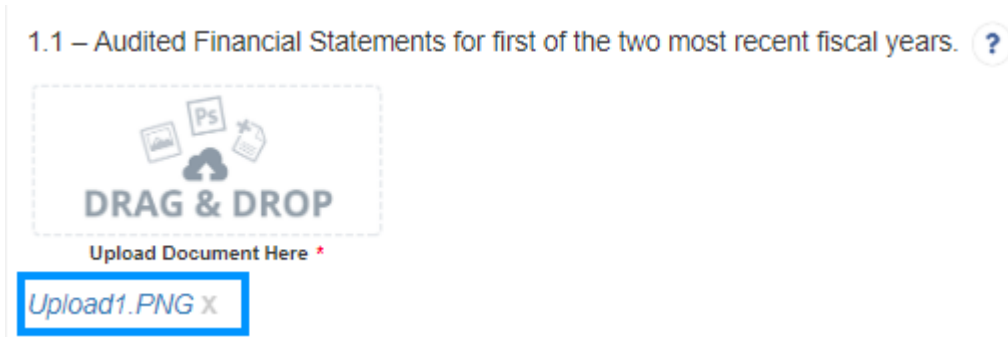 1.1 – Audited Financial Statements for first of the two most recent fiscal years. ?
Ps
DRAG & DROP
Upload Document Here *
Upload1.PNG x